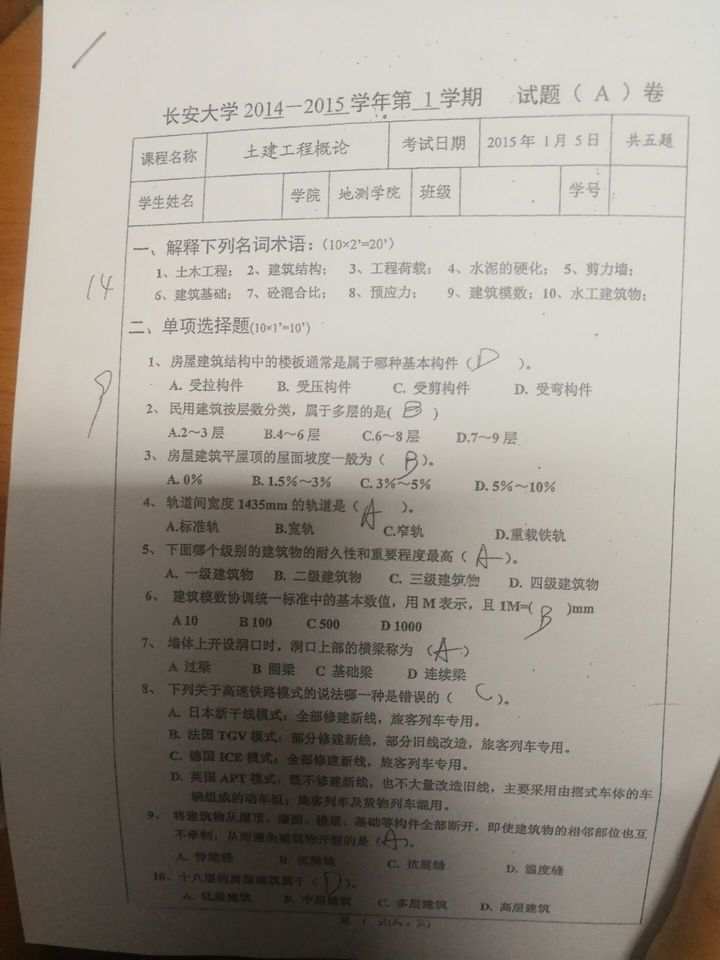 长安大学 2014－2015 学年第 1 学期 试题（ A ）卷
课程名称 土建工程概论 考试日期 2015 年 1 月 5 日 共五题
学生姓名 学院 地测学院 班级 学号
一、解释下列名词术语：(10×2’=20’)
14
1、土木工程； 2、建筑结构； 3、工程荷载； 4、水泥的硬化； 5、剪力墙；
6、建筑基础； 7、砼混合比； 8、预应力； 9、建筑模数； 10、水工建筑物；
二、单项选择题(10×1’=10’)
1、房屋建筑结构中的楼板通常是属于哪种基本构件（ D ）。
A. 受拉构件 B. 受压构件 C. 受剪构件 D. 受弯构件
2、民用建筑按层数分类，属于多层的是( B )
A.2～3 层 B.4～6 层 C.6～8 层 D.7～9 层
3、房屋建筑平屋顶的屋面坡度一般为（ B ）。
A. 0% B. 1.5%～3% C. 3%～5% D. 5%～10%
4、轨道间宽度 1435mm 的轨道是（ A ）。
A.标准轨 B.宽轨 C.窄轨 D.重载铁轨
5、下面哪个级别的建筑物的耐久性和重要程度最高（ A ）。
A. 一级建筑物 B. 二级建筑物 C. 三级建筑物 D. 四级建筑物
6、 建筑模数协调统一标准中的基本数值，用 M 表示，且 1M=( B )mm
A 10 B 100 C 500 D 1000
7、 墙体上开设洞口时，洞口上部的横梁称为 （ A ）
A 过梁 B 圈梁 C 基础梁 D 连续梁
8、 下列关于高速铁路模式的说法哪一种是错误的（ C ）。
A. 日本新干线模式：全部修建新线，旅客列车专用。
B. 法国 TGV 模式：部分修建新线，部分旧线改造，旅客列车专用。
C. 德国 ICE 模式：全部修建新线，旅客列车专用。
D. 英国 APT 模式：既不修建新线，也不大量改造旧线，主要采用由摆式车体的车
辆组成的动车组；旅客列车及货物列车混用。
9、 将建筑物从屋顶、墙面、楼层、基础等构件全部断开，即使建筑物的相邻部位也互
不牵制，从而避免建筑物开裂的是（ A ）。
A. 伸缩缝 B. 沉降缝 C. 抗震缝 D. 温度缝
10、十八层的房屋建筑属于（ D ）。
A. 低层建筑 B. 中层建筑 C. 多层建筑 D. 高层建筑